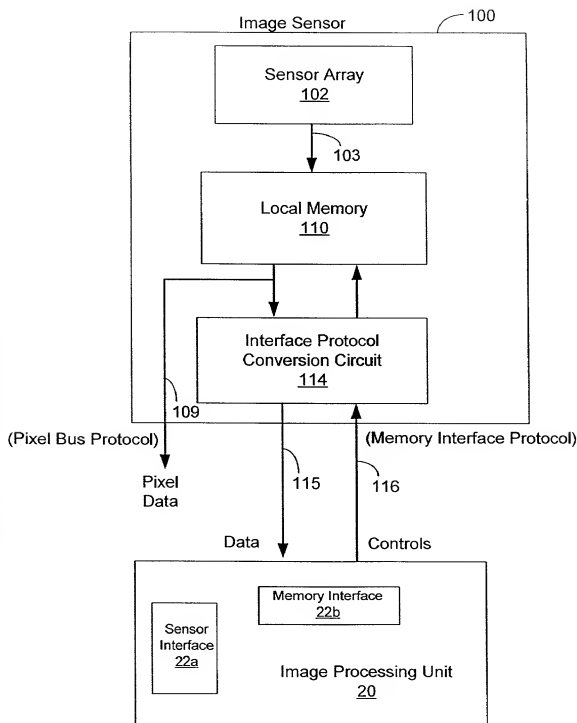 Image Sensor
100
Sensor Array
102
103
Local Memory
110
Interface Protocol
Conversion Circuit
114
109
(Pixel Bus Protocol)
(Memory Interface Protocol)
Pixel
Data
115
116
Data
Controls
Memory Interface
22b
Sensor
Interface
22a
Image Processing Unit
20